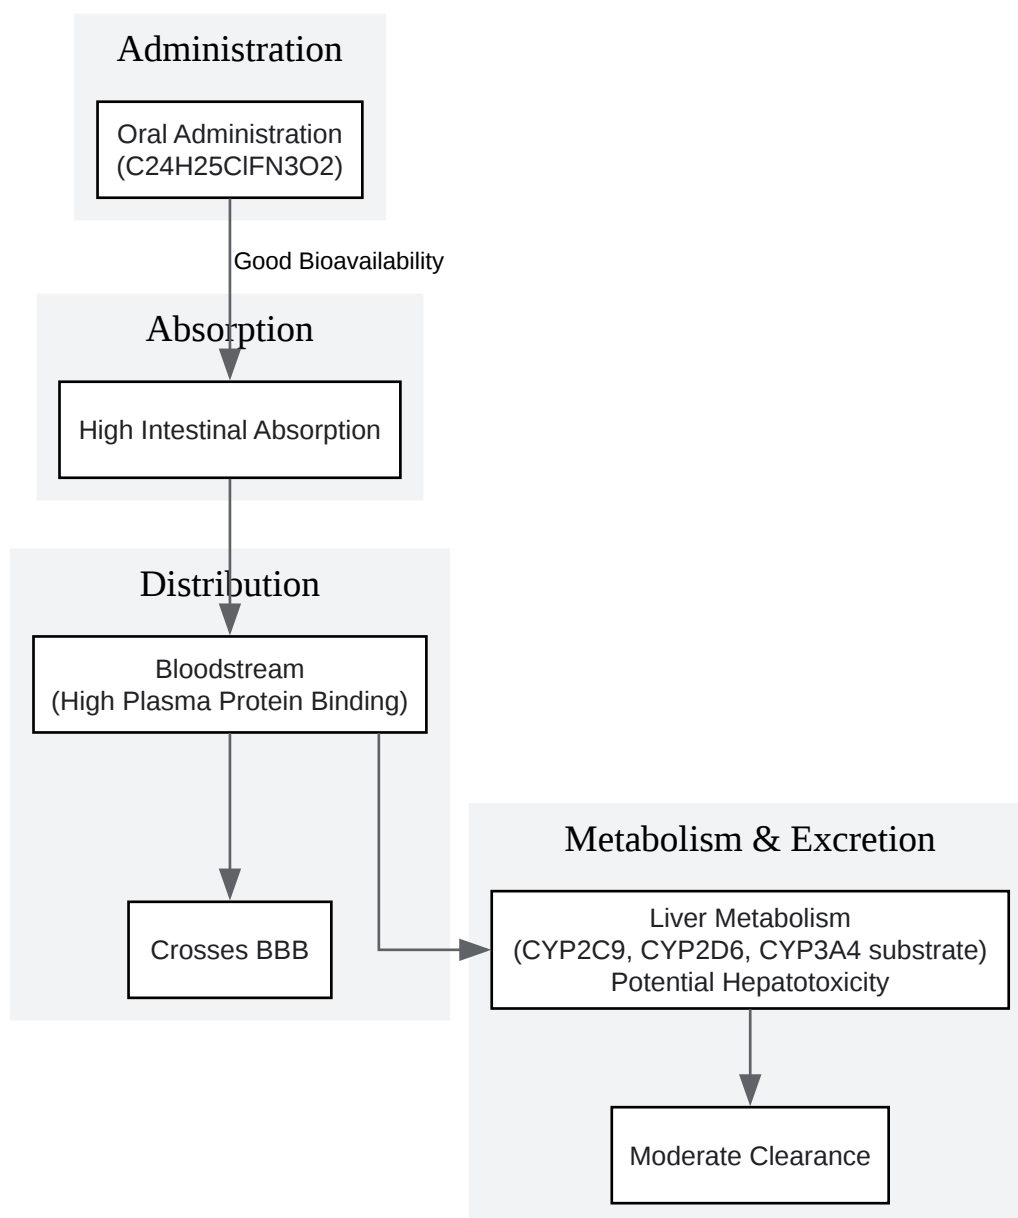 Administration
Oral Administration
(C24H25ClFN3O2)
Good Bioavailability
Absorption
High Intestinal Absorption
Distribution
Bloodstream
(High Plasma Protein Binding)
Crosses BBB
Metabolism & Excretion
Liver Metabolism
(CYP2C9, CYP2D6, CYP3A4 substrate)
Potential Hepatotoxicity
Moderate Clearance